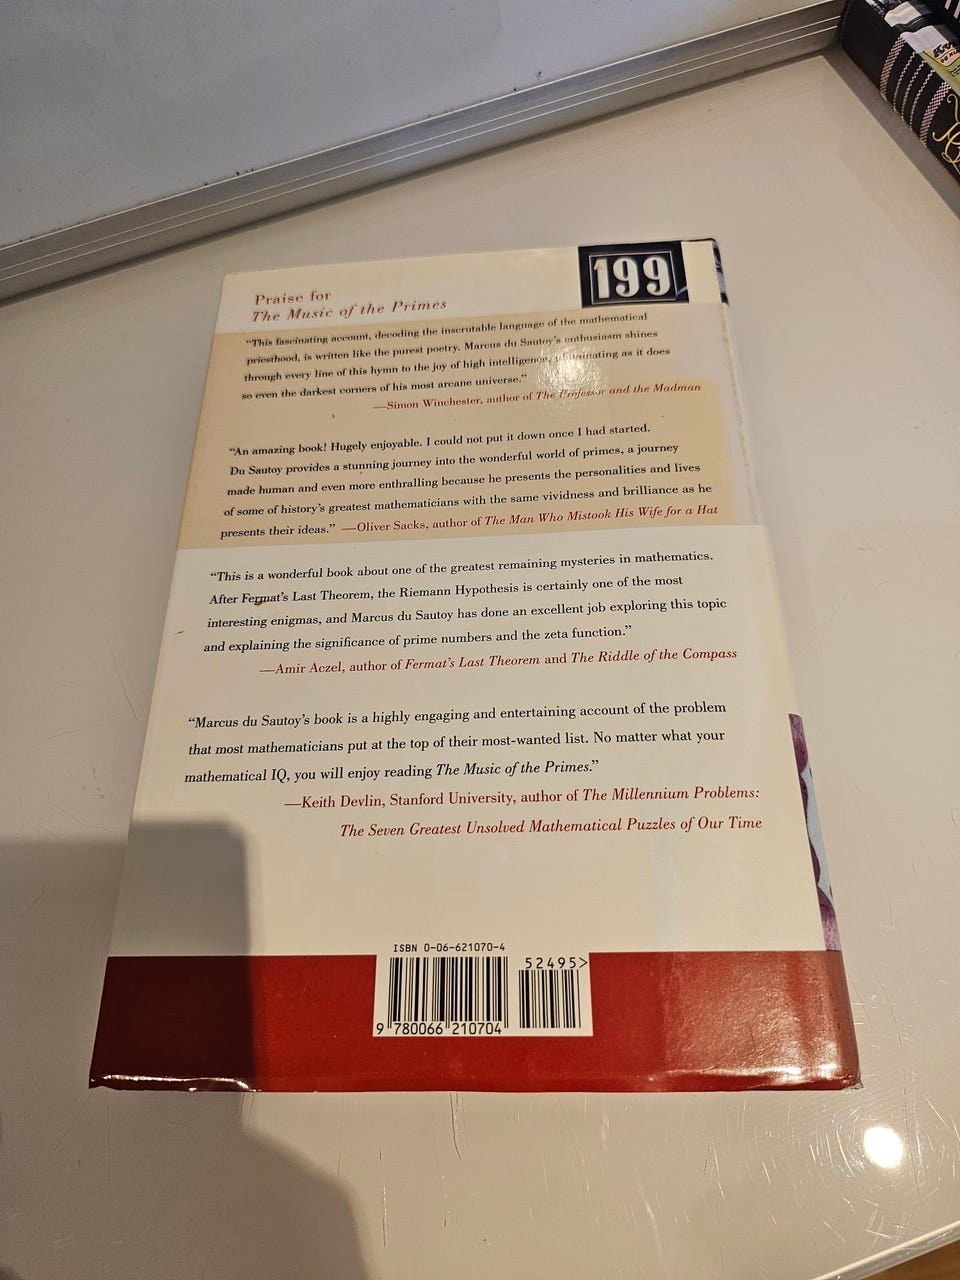 199
Praise for
The Music of the Primes
“This fascinating account, decoding the inscrutable language of the mathematical
priesthood, is written like the purest poetry. Marcus du Sautoy’s enthusiasm shines
through every line of this hymn to the joy of high intelligence, illuminating as it does
so even the darkest corners of his most arcane universe.”
—Simon Winchester, author of The Professor and the Madman
“An amazing book! Hugely enjoyable. I could not put it down once I had started.
Du Sautoy provides a stunning journey into the wonderful world of primes, a journey
made human and even more enthralling because he presents the personalities and lives
of some of history’s greatest mathematicians with the same vividness and brilliance as he
presents their ideas.” —Oliver Sacks, author of The Man Who Mistook His Wife for a Hat
“This is a wonderful book about one of the greatest remaining mysteries in mathematics.
After Fermat’s Last Theorem, the Riemann Hypothesis is certainly one of the most
interesting enigmas, and Marcus du Sautoy has done an excellent job exploring this topic
and explaining the significance of prime numbers and the zeta function.”
—Amir Aczel, author of Fermat’s Last Theorem and The Riddle of the Compass
“Marcus du Sautoy’s book is a highly engaging and entertaining account of the problem
that most mathematicians put at the top of their most-wanted list. No matter what your
mathematical IQ, you will enjoy reading The Music of the Primes.”
—Keith Devlin, Stanford University, author of The Millennium Problems:
The Seven Greatest Unsolved Mathematical Puzzles of Our Time
ISBN 0-06-621070-4
52495>
9 780066 210704